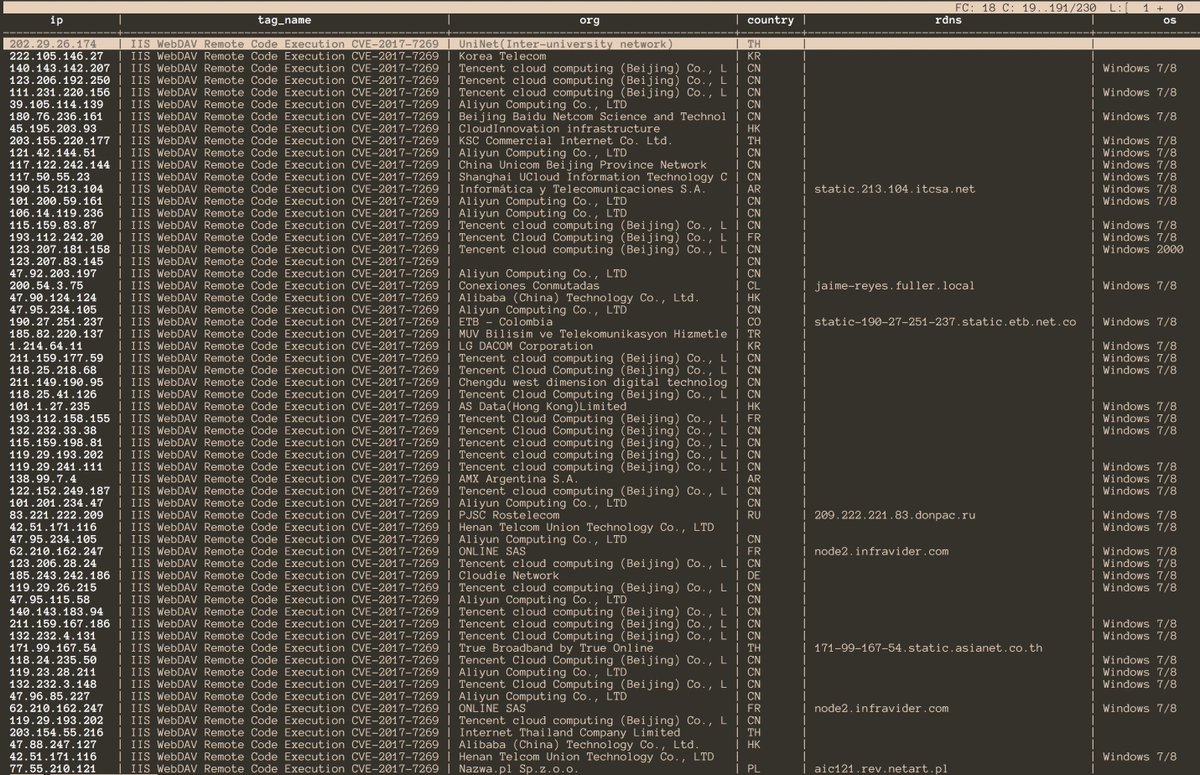 FC: 18 C: 19..191/230 L:[ 1 + 0
ip | tag_name | org | country | rdns | os
202.29.26.174 | IIS WebDAV Remote Code Execution CVE-2017-7269 | UniNet(Inter-university network) | TH | |
222.105.146.27 | IIS WebDAV Remote Code Execution CVE-2017-7269 | Korea Telecom | KR | |
140.143.142.207 | IIS WebDAV Remote Code Execution CVE-2017-7269 | Tencent cloud computing (Beijing) Co., L | CN | | Windows 7/8
123.206.192.250 | IIS WebDAV Remote Code Execution CVE-2017-7269 | Tencent cloud computing (Beijing) Co., L | CN | |
111.231.220.156 | IIS WebDAV Remote Code Execution CVE-2017-7269 | Tencent cloud computing (Beijing) Co., L | CN | | Windows 7/8
39.105.114.139 | IIS WebDAV Remote Code Execution CVE-2017-7269 | Aliyun Computing Co., LTD | CN | |
180.76.236.161 | IIS WebDAV Remote Code Execution CVE-2017-7269 | Beijing Baidu Netcom Science and Technol | CN | | Windows 7/8
45.195.203.93 | IIS WebDAV Remote Code Execution CVE-2017-7269 | CloudInnovation infrastructure | HK | |
203.155.220.177 | IIS WebDAV Remote Code Execution CVE-2017-7269 | KSC Commercial Internet Co. Ltd. | TH | | Windows 7/8
121.42.144.51 | IIS WebDAV Remote Code Execution CVE-2017-7269 | Aliyun Computing Co., LTD | CN | | Windows 7/8
117.122.242.144 | IIS WebDAV Remote Code Execution CVE-2017-7269 | China Unicom Beijing Province Network | CN | | Windows 7/8
117.50.55.23 | IIS WebDAV Remote Code Execution CVE-2017-7269 | Shanghai UCloud Information Technology C | CN | | Windows 7/8
190.15.213.104 | IIS WebDAV Remote Code Execution CVE-2017-7269 | Informática y Telecomunicaciones S.A. | AR | static.213.104.itcsa.net | Windows 7/8
101.200.59.161 | IIS WebDAV Remote Code Execution CVE-2017-7269 | Aliyun Computing Co., LTD | CN | | Windows 7/8
106.14.119.236 | IIS WebDAV Remote Code Execution CVE-2017-7269 | Aliyun Computing Co., LTD | CN | |
115.159.83.87 | IIS WebDAV Remote Code Execution CVE-2017-7269 | Tencent cloud computing (Beijing) Co., L | CN | | Windows 7/8
193.112.242.20 | IIS WebDAV Remote Code Execution CVE-2017-7269 | Tencent Cloud Computing (Beijing) Co., L | FR | | Windows 7/8
123.207.181.158 | IIS WebDAV Remote Code Execution CVE-2017-7269 | Tencent cloud computing (Beijing) Co., L | CN | | Windows 2000
123.207.83.145 | IIS WebDAV Remote Code Execution CVE-2017-7269 | | CN | |
47.92.203.197 | IIS WebDAV Remote Code Execution CVE-2017-7269 | Aliyun Computing Co., LTD | CN | |
200.54.3.75 | IIS WebDAV Remote Code Execution CVE-2017-7269 | Conexiones Conmutadas | CL | jaime-reyes.fuller.local | Windows 7/8
47.90.124.124 | IIS WebDAV Remote Code Execution CVE-2017-7269 | Alibaba (China) Technology Co., Ltd. | HK | |
47.95.234.105 | IIS WebDAV Remote Code Execution CVE-2017-7269 | Aliyun Computing Co., LTD | CN | |
190.27.251.237 | IIS WebDAV Remote Code Execution CVE-2017-7269 | ETB - Colombia | CO | static-190-27-251-237.static.etb.net.co | Windows 7/8
185.82.220.137 | IIS WebDAV Remote Code Execution CVE-2017-7269 | MUV Bilisim ve Telekomunikasyon Hizmetle | TR | |
1.214.64.11 | IIS WebDAV Remote Code Execution CVE-2017-7269 | LG DACOM Corporation | KR | | Windows 7/8
211.159.177.59 | IIS WebDAV Remote Code Execution CVE-2017-7269 | Tencent cloud computing (Beijing) Co., L | CN | | Windows 7/8
118.25.218.68 | IIS WebDAV Remote Code Execution CVE-2017-7269 | Tencent cloud computing (Beijing) Co., L | CN | | Windows 7/8
211.149.190.95 | IIS WebDAV Remote Code Execution CVE-2017-7269 | Chengdu west dimension digital technolog | CN | |
118.25.41.126 | IIS WebDAV Remote Code Execution CVE-2017-7269 | Tencent cloud computing (Beijing) Co., L | CN | |
101.1.27.235 | IIS WebDAV Remote Code Execution CVE-2017-7269 | AS Data(Hong Kong)Limited | HK | | Windows 7/8
193.112.158.155 | IIS WebDAV Remote Code Execution CVE-2017-7269 | Tencent Cloud Computing (Beijing) Co., L | FR | | Windows 7/8
132.232.33.38 | IIS WebDAV Remote Code Execution CVE-2017-7269 | Tencent Cloud Computing (Beijing) Co., L | CN | | Windows 7/8
115.159.198.81 | IIS WebDAV Remote Code Execution CVE-2017-7269 | Tencent cloud computing (Beijing) Co., L | CN | |
119.29.193.202 | IIS WebDAV Remote Code Execution CVE-2017-7269 | Tencent cloud computing (Beijing) Co., L | CN | |
119.29.241.111 | IIS WebDAV Remote Code Execution CVE-2017-7269 | Tencent cloud computing (Beijing) Co., L | CN | | Windows 7/8
138.99.7.4 | IIS WebDAV Remote Code Execution CVE-2017-7269 | AMX Argentina S.A. | AR | | Windows 7/8
122.152.249.187 | IIS WebDAV Remote Code Execution CVE-2017-7269 | Tencent cloud computing (Beijing) Co., L | CN | | Windows 7/8
101.201.234.47 | IIS WebDAV Remote Code Execution CVE-2017-7269 | Aliyun Computing Co., LTD | CN | |
83.221.222.209 | IIS WebDAV Remote Code Execution CVE-2017-7269 | PJSC Rostelecom | RU | 209.222.221.83.donpac.ru | Windows 7/8
42.51.171.116 | IIS WebDAV Remote Code Execution CVE-2017-7269 | Henan Telcom Union Technology Co., LTD | | | Windows 7/8
47.95.234.105 | IIS WebDAV Remote Code Execution CVE-2017-7269 | Aliyun Computing Co., LTD | CN | |
62.210.162.247 | IIS WebDAV Remote Code Execution CVE-2017-7269 | ONLINE SAS | FR | node2.infravider.com | Windows 7/8
123.206.28.24 | IIS WebDAV Remote Code Execution CVE-2017-7269 | Tencent cloud computing (Beijing) Co., L | CN | | Windows 7/8
185.243.242.186 | IIS WebDAV Remote Code Execution CVE-2017-7269 | Cloudie Network | DE | | Windows 7/8
119.29.26.215 | IIS WebDAV Remote Code Execution CVE-2017-7269 | Tencent cloud computing (Beijing) Co., L | CN | | Windows 7/8
47.95.115.58 | IIS WebDAV Remote Code Execution CVE-2017-7269 | Aliyun Computing Co., LTD | CN | |
140.143.183.94 | IIS WebDAV Remote Code Execution CVE-2017-7269 | Tencent cloud computing (Beijing) Co., L | CN | |
211.159.167.186 | IIS WebDAV Remote Code Execution CVE-2017-7269 | Tencent cloud computing (Beijing) Co., L | CN | | Windows 7/8
132.232.4.131 | IIS WebDAV Remote Code Execution CVE-2017-7269 | Tencent Cloud Computing (Beijing) Co., L | CN | | Windows 7/8
171.99.167.54 | IIS WebDAV Remote Code Execution CVE-2017-7269 | True Broadband by True Online | TH | 171-99-167-54.static.asianet.co.th |
118.24.235.50 | IIS WebDAV Remote Code Execution CVE-2017-7269 | Tencent Cloud Computing (Beijing) Co., L | CN | | Windows 7/8
119.23.28.211 | IIS WebDAV Remote Code Execution CVE-2017-7269 | Aliyun Computing Co., LTD | CN | | Windows 7/8
132.232.3.148 | IIS WebDAV Remote Code Execution CVE-2017-7269 | Tencent Cloud Computing (Beijing) Co., L | CN | | Windows 7/8
47.96.85.227 | IIS WebDAV Remote Code Execution CVE-2017-7269 | Aliyun Computing Co., LTD | CN | |
62.210.162.247 | IIS WebDAV Remote Code Execution CVE-2017-7269 | ONLINE SAS | FR | node2.infravider.com | Windows 7/8
119.29.193.202 | IIS WebDAV Remote Code Execution CVE-2017-7269 | Tencent cloud computing (Beijing) Co., L | CN | |
203.154.55.216 | IIS WebDAV Remote Code Execution CVE-2017-7269 | Internet Thailand Company Limited | TH | |
47.88.247.127 | IIS WebDAV Remote Code Execution CVE-2017-7269 | Alibaba (China) Technology Co., Ltd. | HK | |
42.51.171.116 | IIS WebDAV Remote Code Execution CVE-2017-7269 | Henan Telcom Union Technology Co., LTD | | | Windows 7/8
77.55.210.121 | IIS WebDAV Remote Code Execution CVE-2017-7269 | Nazwa.pl Sp.z.o.o. | PL | aic121.rev.netart.pl |